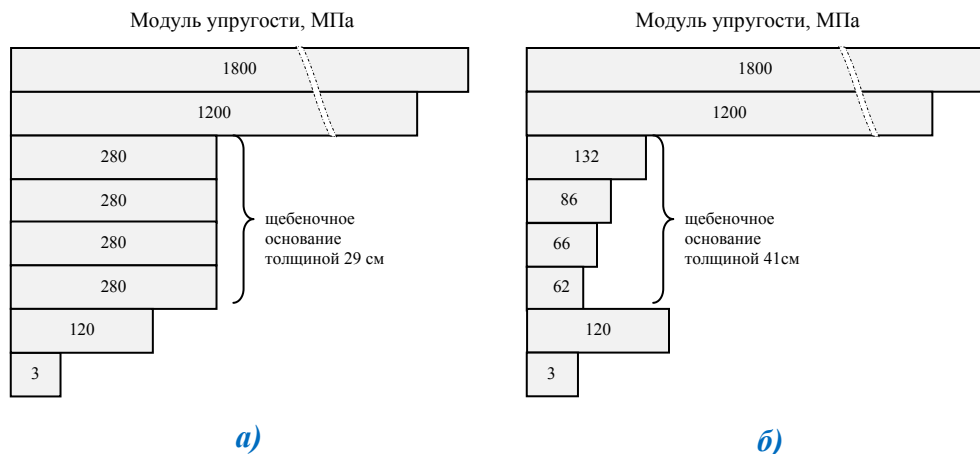 Модуль упругости, МПа
1800
1200
280
280
280
280
щебеночное
основание
толщиной 29 см
120
3
а)
Модуль упругости, МПа
1800
1200
132
86
66
62
щебеночное
основание
толщиной 41см
120
3
б)